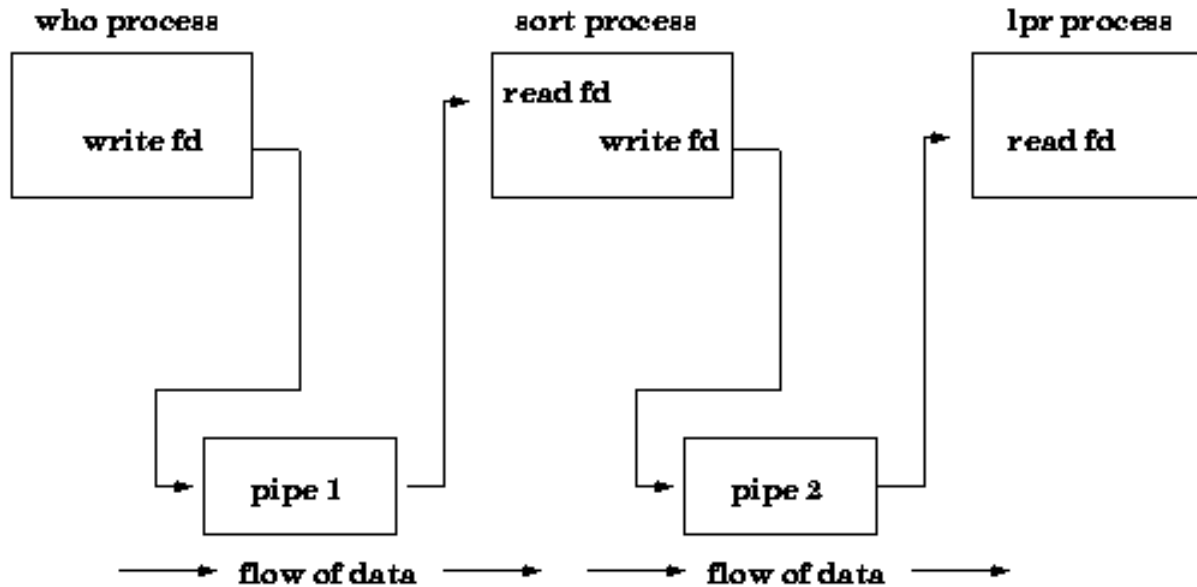 who process
sort process
lpr process
read fd
write fd
write fd
read fd
pipe 1
pipe 2
flow of data
flow of data